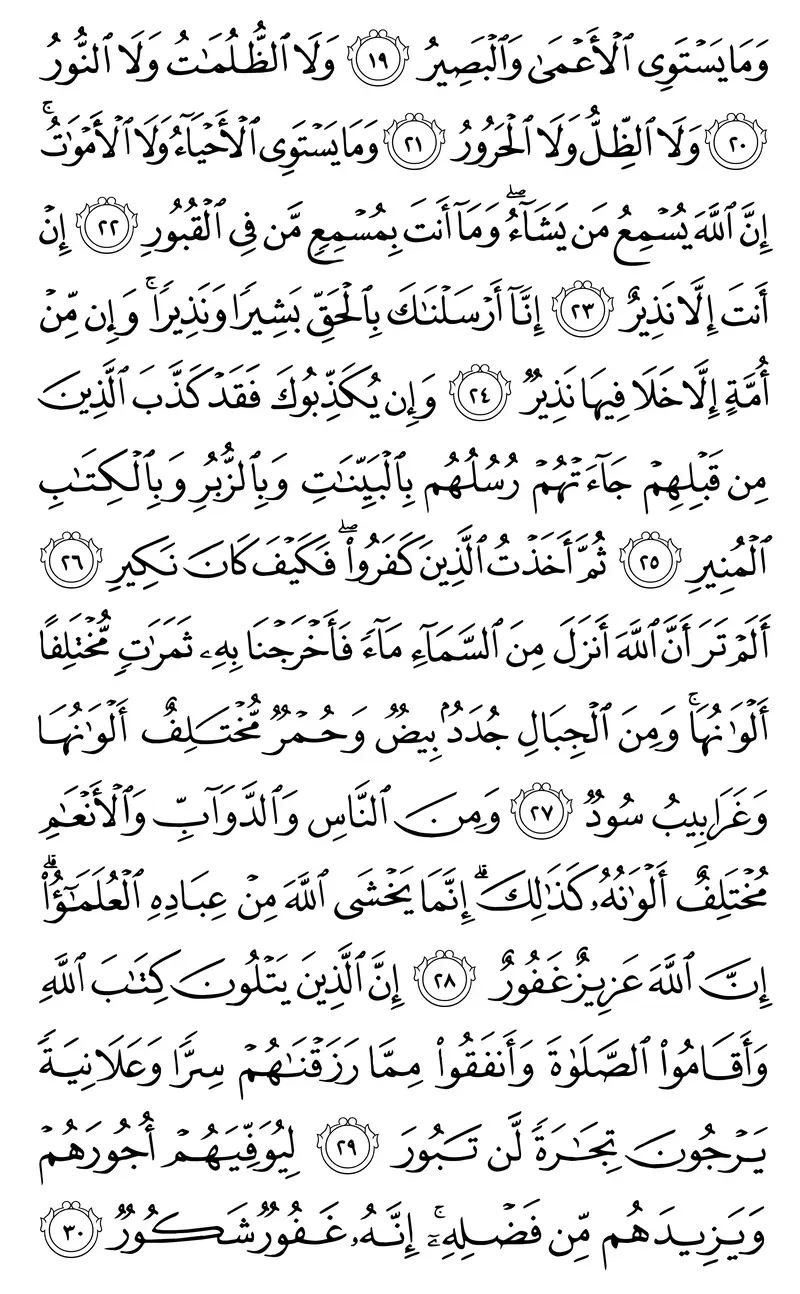 وَمَا يَسْتَوِى ٱلْأَعْمَىٰ وَٱلْبَصِيرُ ١٩ وَلَا ٱلظُّلُمَـٰتُ وَلَا ٱلنُّورُ
٢٠ وَلَا ٱلظِّلُّ وَلَا ٱلْحَرُورُ ٢١ وَمَا يَسْتَوِى ٱلْأَحْيَآءُ وَلَا ٱلْأَمْوَٰتُ ۚ
إِنَّ ٱللَّهَ يُسْمِعُ مَن يَشَآءُ ۖ وَمَآ أَنتَ بِمُسْمِعٍ مَّن فِى ٱلْقُبُورِ ٢٢ إِنْ
أَنتَ إِلَّا نَذِيرٌ ٢٣ إِنَّآ أَرْسَلْنَـٰكَ بِٱلْحَقِّ بَشِيرًا وَنَذِيرًا ۚ وَإِن مِّنْ
أُمَّةٍ إِلَّا خَلَا فِيهَا نَذِيرٌ ٢٤ وَإِن يُكَذِّبُوكَ فَقَدْ كَذَّبَ ٱلَّذِينَ
مِن قَبْلِهِمْ جَآءَتْهُمْ رُسُلُهُم بِٱلْبَيِّنَـٰتِ وَبِٱلزُّبُرِ وَبِٱلْكِتَـٰبِ
ٱلْمُنِيرِ ٢٥ ثُمَّ أَخَذْتُ ٱلَّذِينَ كَفَرُوا۟ ۖ فَكَيْفَ كَانَ نَكِيرِ ٢٦
أَلَمْ تَرَ أَنَّ ٱللَّهَ أَنزَلَ مِنَ ٱلسَّمَآءِ مَآءً فَأَخْرَجْنَا بِهِۦ ثَمَرَٰتٍ مُّخْتَلِفًا
أَلْوَٰنُهَا ۚ وَمِنَ ٱلْجِبَالِ جُدَدٌۢ بِيضٌ وَحُمْرٌ مُّخْتَلِفٌ أَلْوَٰنُهَا
وَغَرَابِيبُ سُودٌ ٢٧ وَمِنَ ٱلنَّاسِ وَٱلدَّوَآبِّ وَٱلْأَنْعَـٰمِ
مُخْتَلِفٌ أَلْوَٰنُهُۥ كَذَٰلِكَ ۗ إِنَّمَا يَخْشَى ٱللَّهَ مِنْ عِبَادِهِ ٱلْعُلَمَـٰٓؤُا۟ ۗ
إِنَّ ٱللَّهَ عَزِيزٌ غَفُورٌ ٢٨ إِنَّ ٱلَّذِينَ يَتْلُونَ كِتَـٰبَ ٱللَّهِ
وَأَقَامُوا۟ ٱلصَّلَوٰةَ وَأَنفَقُوا۟ مِمَّا رَزَقْنَـٰهُمْ سِرًّا وَعَلَانِيَةً
يَرْجُونَ تِجَـٰرَةً لَّن تَبُورَ ٢٩ لِيُوَفِّيَهُمْ أُجُورَهُمْ
وَيَزِيدَهُم مِّن فَضْلِهِۦٓ ۚ إِنَّهُۥ غَفُورٌ شَكُورٌ ٣٠